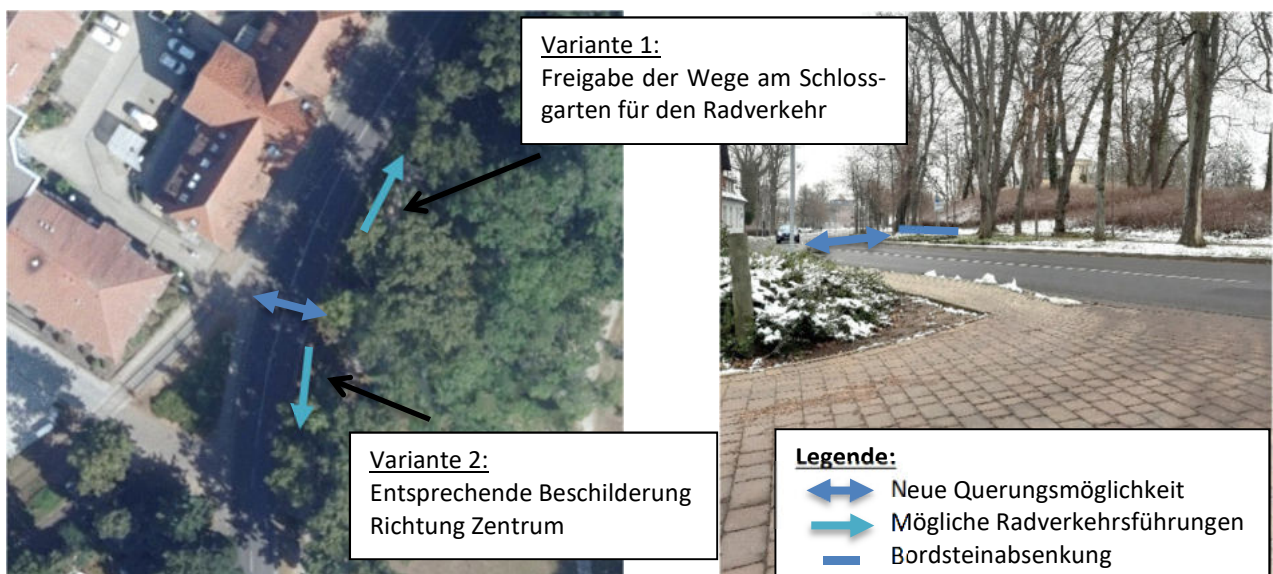 Variante 1:
Freigabe der Wege am Schloss-
garten für den Radverkehr
Variante 2:
Entsprechende Beschilderung
Richtung Zentrum
Legende:
Neue Querungsmöglichkeit
Mögliche Radverkehrsführungen
Bordsteinabsenkung